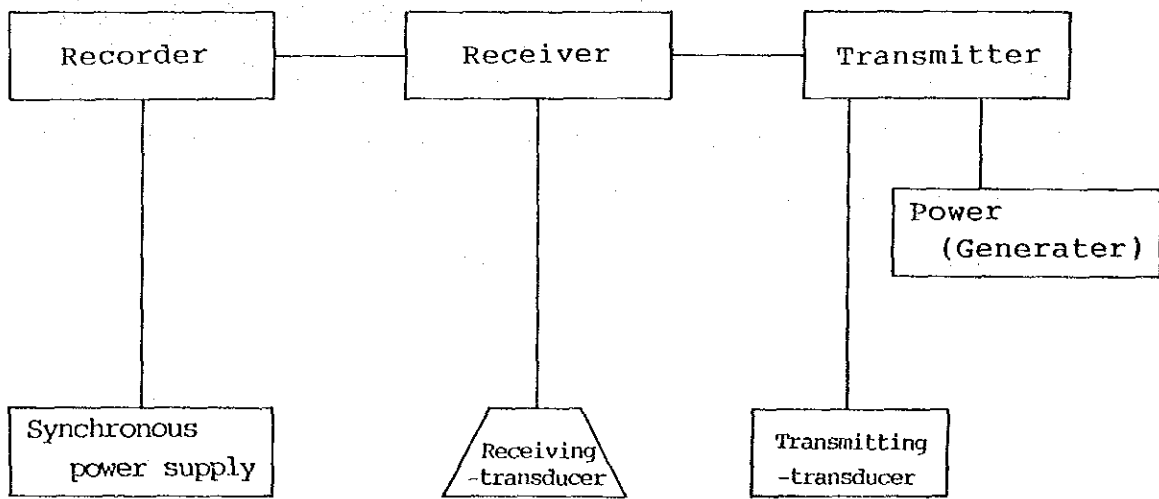 Recorder
Receiver
Transmitter
Power
(Generater)
Synchronous
power supply
Receiving
-transducer
Transmitting
-transducer